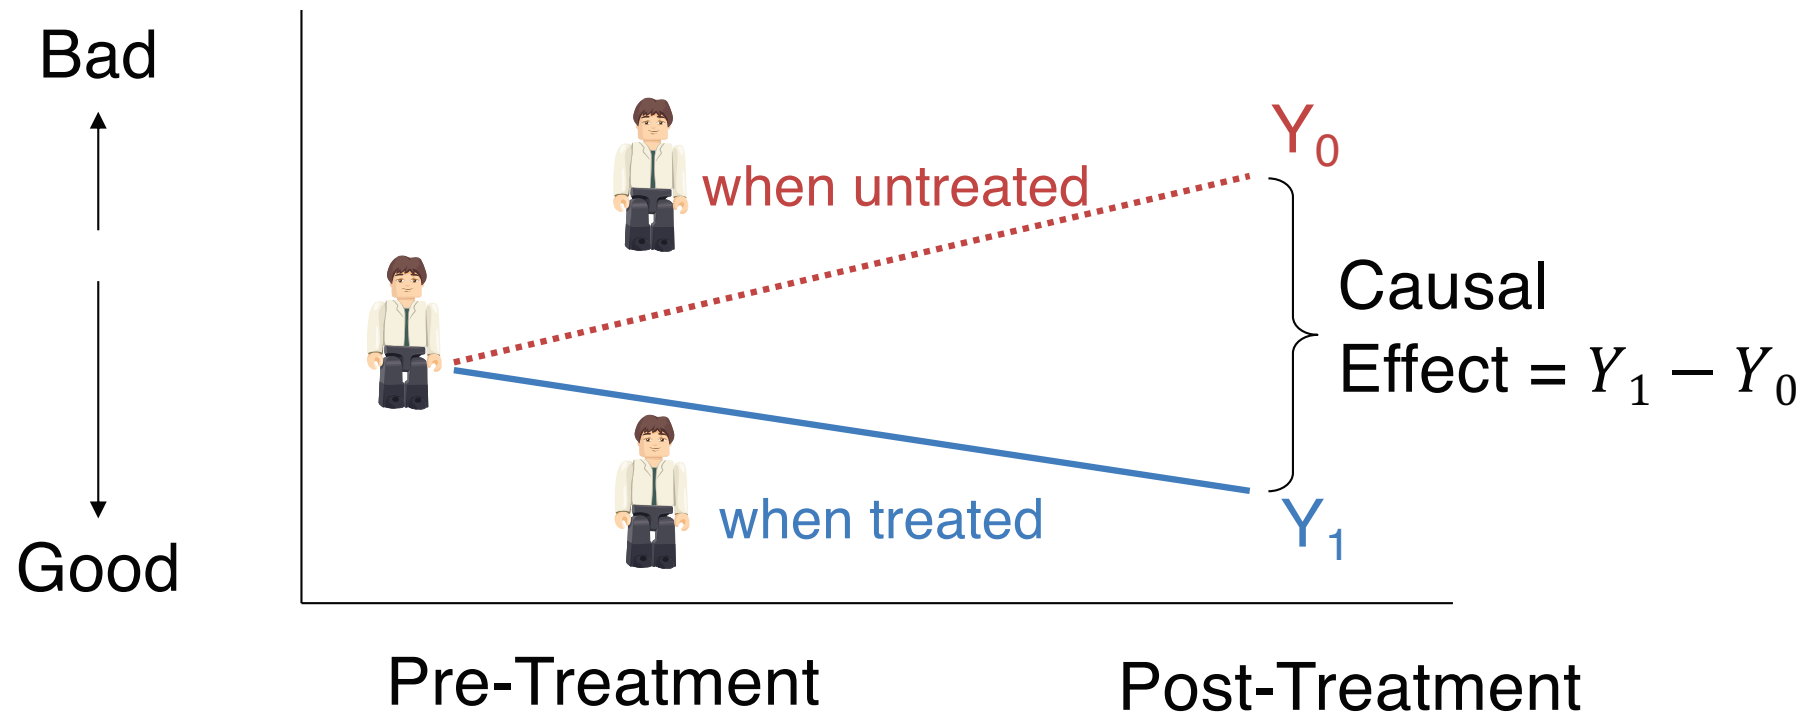 Bad
Good
when untreated
when treated
Y₀
Y₁
Causal
Effect = Y₁ − Y₀
Pre-Treatment
Post-Treatment